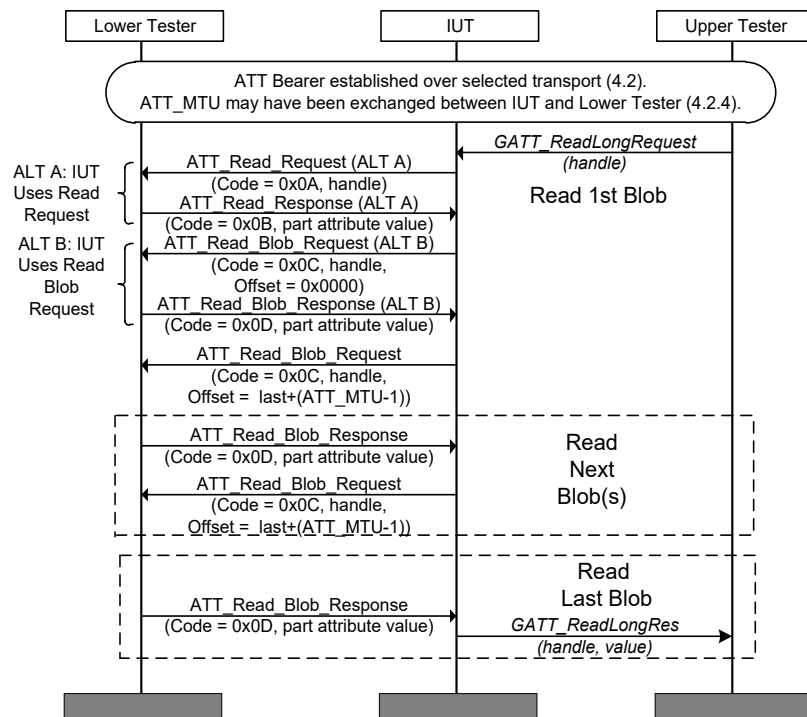 Lower Tester
IUT
Upper Tester
ATT Bearer established over selected transport (4.2).
ATT_MTU may have been exchanged between IUT and Lower Tester (4.2.4).
GATT_ReadLongRequest
(handle)
Read 1st Blob
ALT A: IUT
Uses Read
Request
ATT_Read_Request (ALT A)
(Code = 0x0A, handle)
ATT_Read_Response (ALT A)
(Code = 0x0B, part attribute value)
ALT B: IUT
Uses Read
Blob
Request
ATT_Read_Blob_Request (ALT B)
(Code = 0x0C, handle,
Offset = 0x0000)
ATT_Read_Blob_Response (ALT B)
(Code = 0x0D, part attribute value)
ATT_Read_Blob_Request
(Code = 0x0C, handle,
Offset = last+(ATT_MTU-1))
ATT_Read_Blob_Response
(Code = 0x0D, part attribute value)
ATT_Read_Blob_Request
(Code = 0x0C, handle,
Offset = last+(ATT_MTU-1))
Read
Next
Blob(s)
Read
Last Blob
ATT_Read_Blob_Response
(Code = 0x0D, part attribute value)
GATT_ReadLongRes
(handle, value)